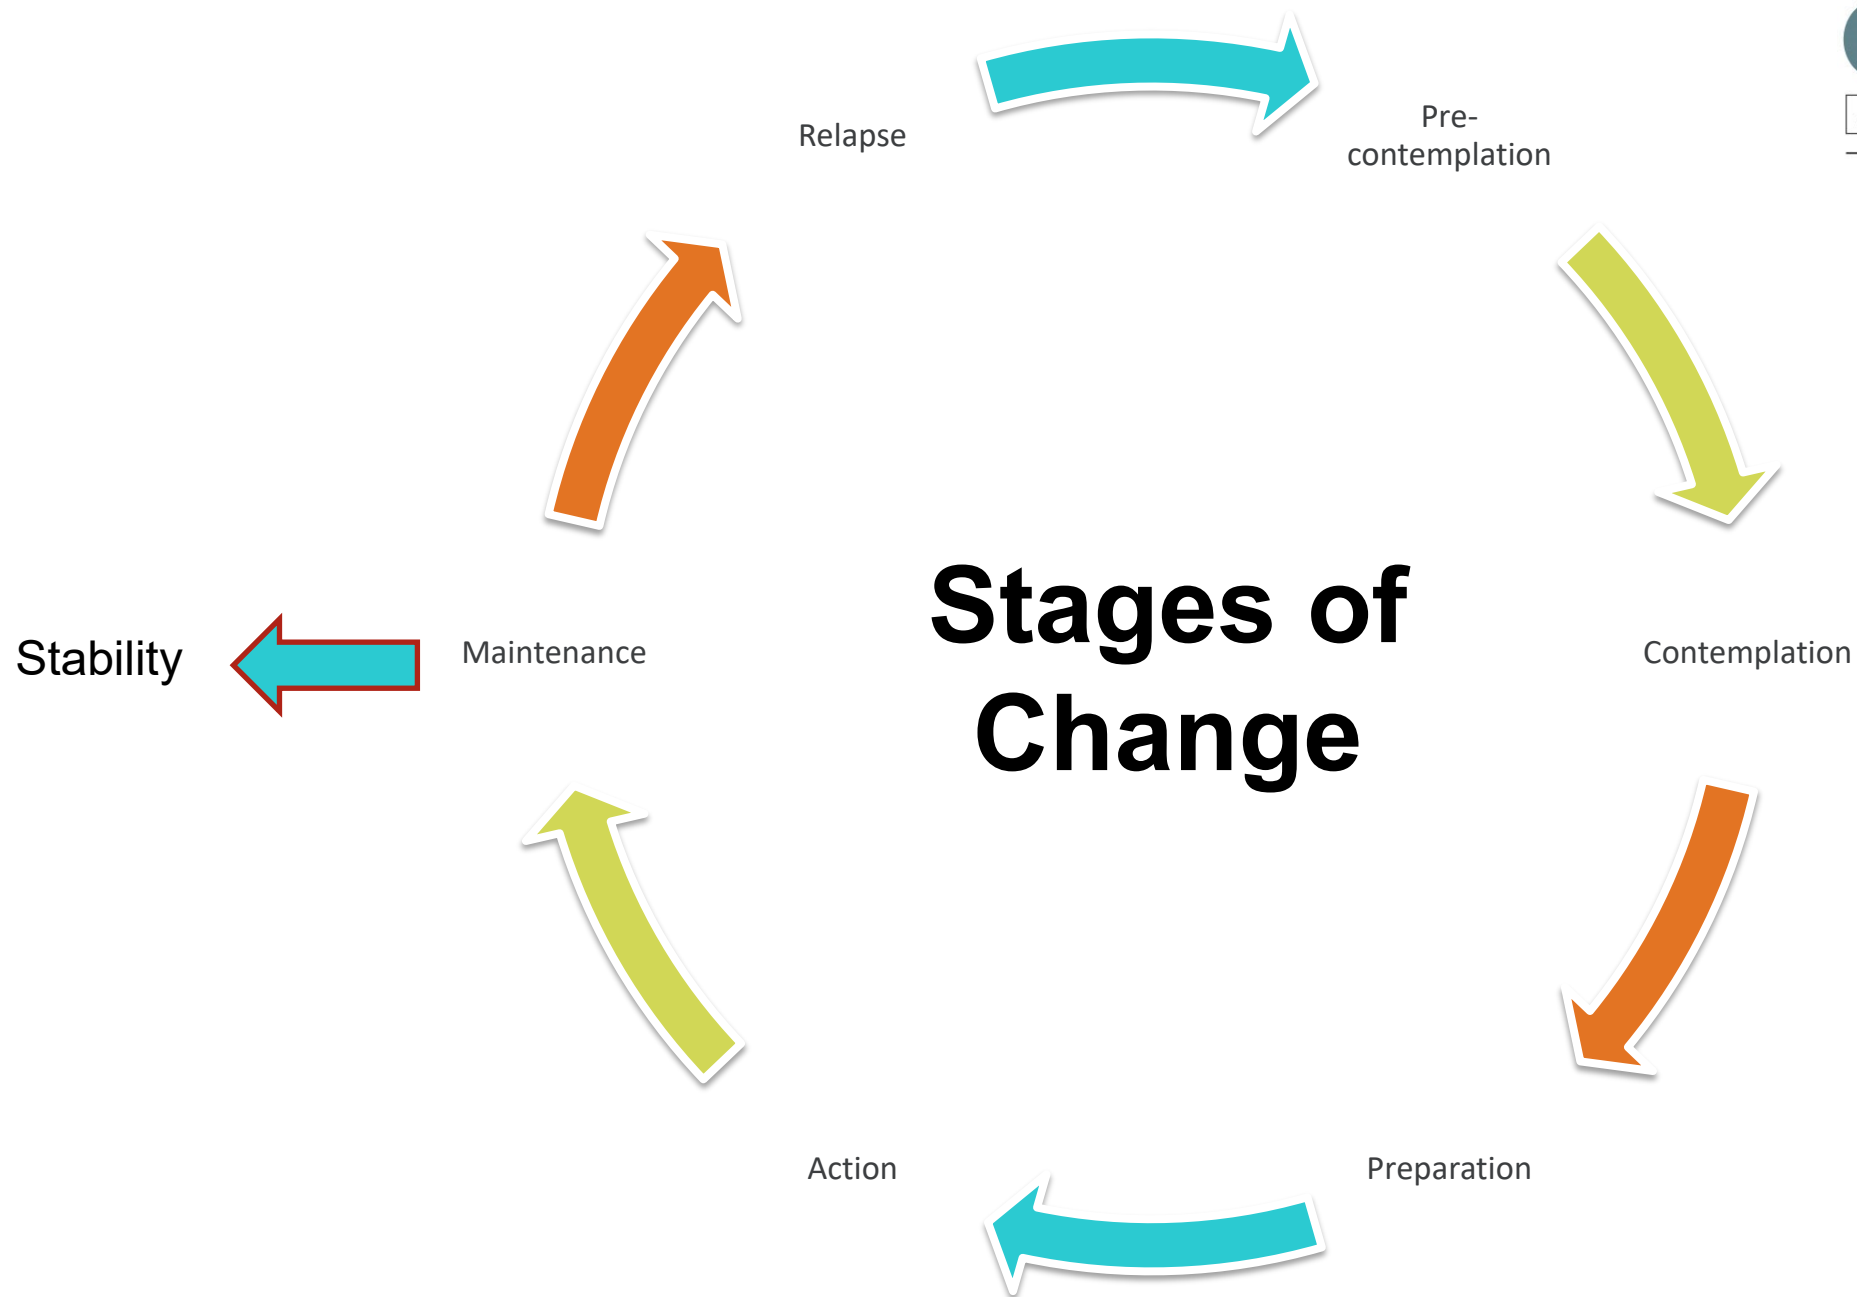 Relapse
Pre-
contemplation
Stability
Maintenance
Stages of
Change
Contemplation
Action
Preparation